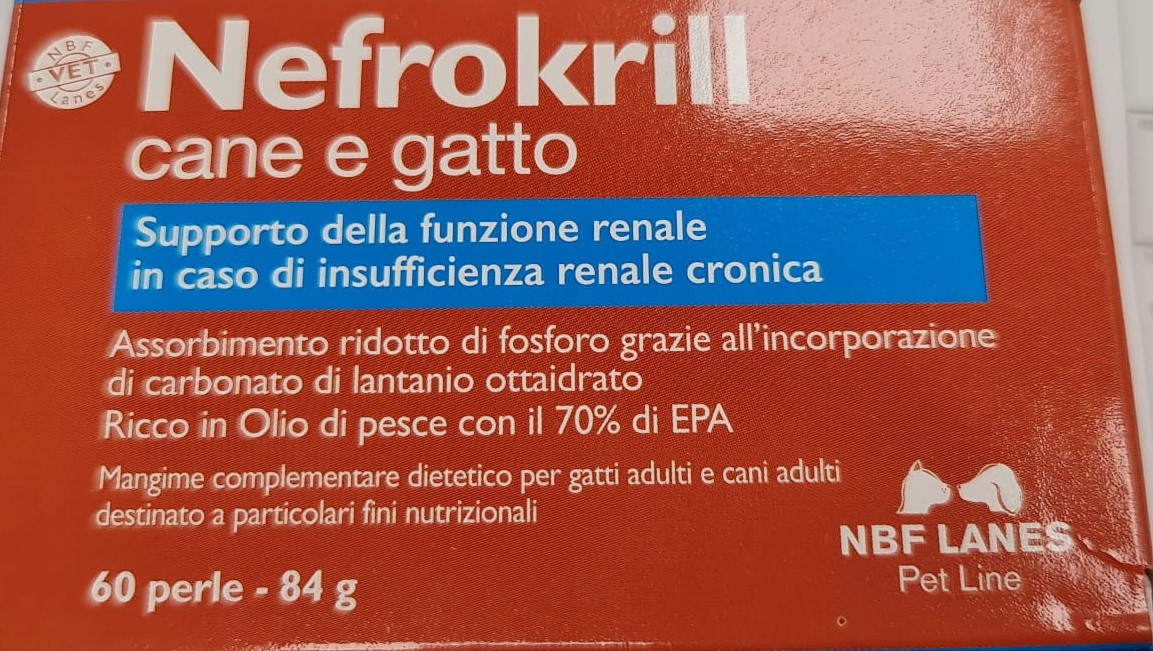 NBF
VET
Lanes
Nefrokrill
cane e gatto
Supporto della funzione renale
in caso di insufficienza renale cronica
Assorbimento ridotto di fosforo grazie all'incorporazione
di carbonato di lantanio ottaidrato
Ricco in Olio di pesce con il 70% di EPA
Mangime complementare dietetico per gatti adulti e cani adulti
destinato a particolari fini nutrizionali
NBF LANES
Pet Line
60 perle - 84 g